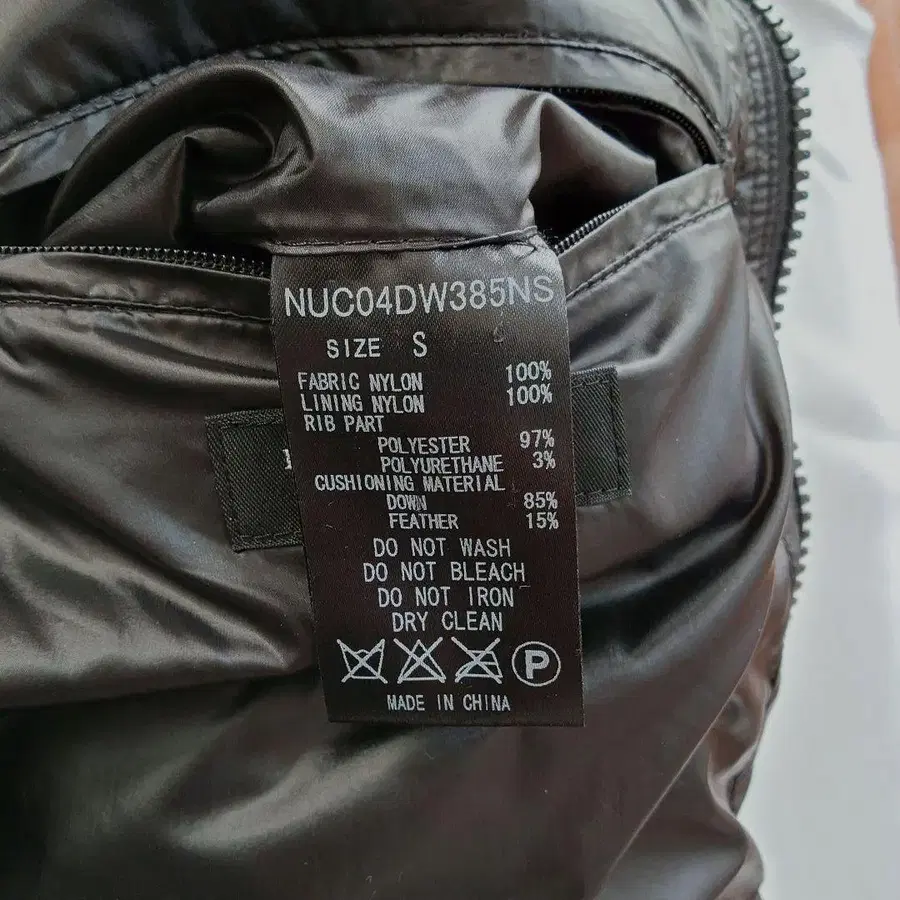 NUC04DW385NS
SIZE S
FABRIC NYLON 100%
LINING NYLON 100%
RIB PART
POLYESTER 97%
POLYURETHANE 3%
CUSHIONING MATERIAL
DOWN 85%
FEATHER 15%
DO NOT WASH
DO NOT BLEACH
DO NOT IRON
DRY CLEAN
P
MADE IN CHINA